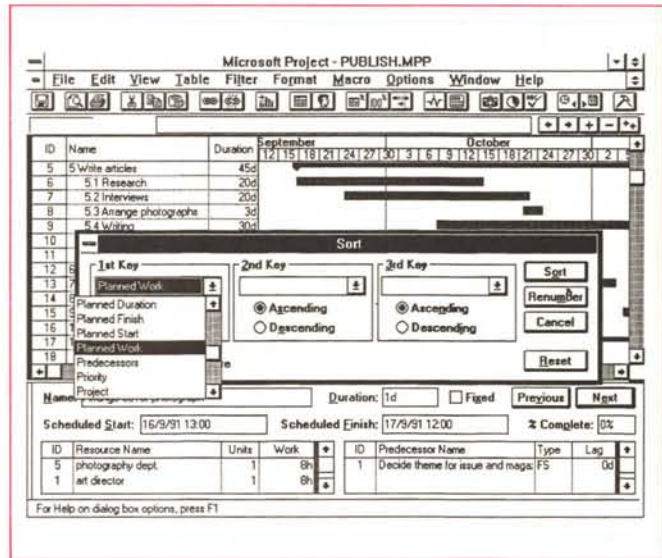 Microsoft Project - PUBLISH.MPP
File Edit View Table Filter Format Macro Options Window Help
ID Name Duration September October
12 15 18 21 24 27 30 3 6 9 12 15 18 21 24 27 30 2
5 5 Write articles 45d
6 5.1 Research 20d
7 5.2 Interviews 20d
8 5.3 Arrange photographs 3d
9 5.4 Writing 30d
10
11
12
13
14
15
16
17
18
Sort
1st Key 2nd Key 3rd Key
Planned Work
Planned Duration
Planned Finish
Planned Start
Planned Work
Predecessors
Priority
Project
Ascending Ascending
Descending Descending
Sort
Renumber
Cancel
Reset
Name: Duration: 1d Fixed Previous Next
Scheduled Start: 16/9/91 13:00 Scheduled Finish: 17/9/91 12:00 % Complete: 0%
ID Resource Name Units Work ID Predecessor Name Type Lag
5 photography dept. 1 8h 1 Decide theme for issue and maga: FS 0d
1 art director 1 8h
For Help on dialog box options, press F1